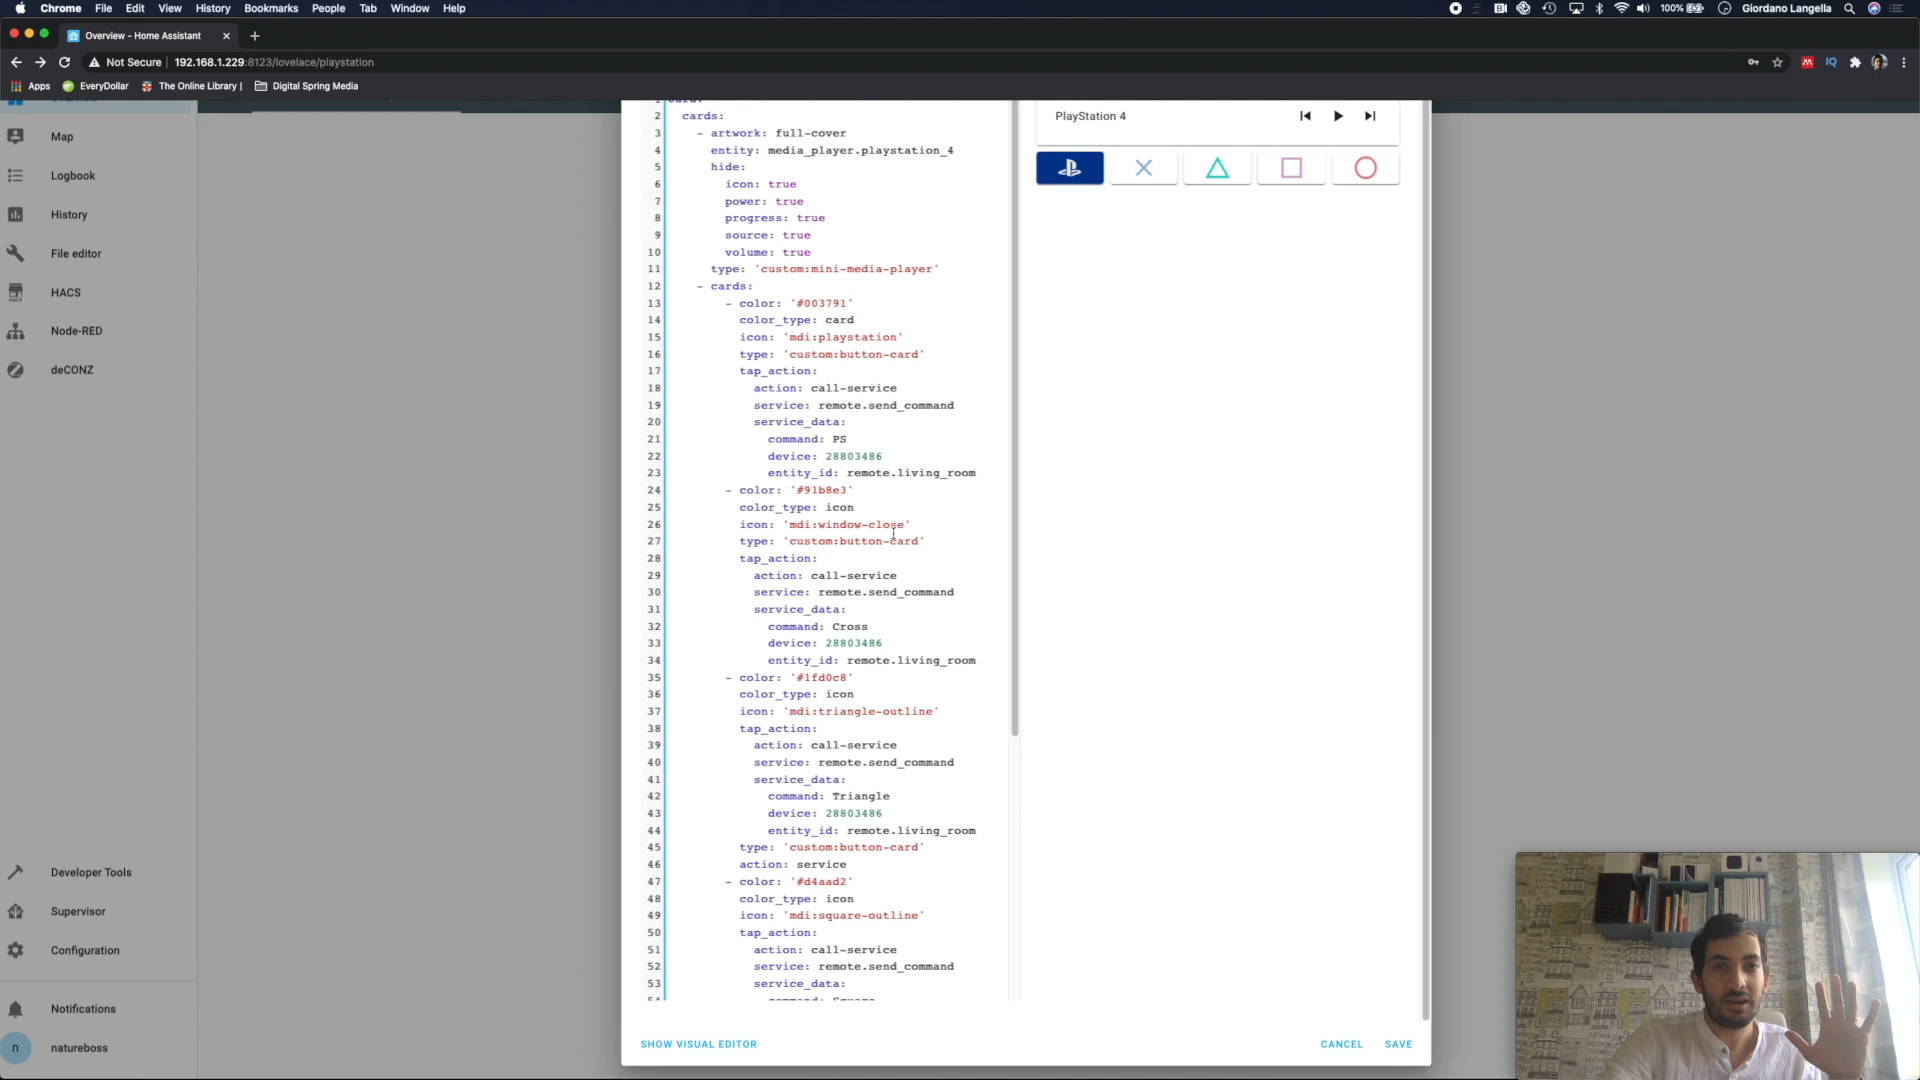 Chrome File Edit View History Bookmarks People Tab Window Help 100% Giordano Langella
Overview - Home Assistant
Not Secure 192.168.1.229:8123/lovelace/playstation
Apps EveryDollar The Online Library | Digital Spring Media
Overview
Map
Logbook
History
File editor
HACS
Node-RED
deCONZ
Developer Tools
Supervisor
Configuration
Notifications
n natureboss
1 card:
2 cards:
3 - artwork: full-cover
4 entity: media_player.playstation_4
5 hide:
6 icon: true
7 power: true
8 progress: true
9 source: true
10 volume: true
11 type: 'custom:mini-media-player'
12 - cards:
13 - color: '#003791'
14 color_type: card
15 icon: 'mdi:playstation'
16 type: 'custom:button-card'
17 tap_action:
18 action: call-service
19 service: remote.send_command
20 service_data:
21 command: PS
22 device: 28803486
23 entity_id: remote.living_room
24 - color: '#91b8e3'
25 color_type: icon
26 icon: 'mdi:window-close'
27 type: 'custom:button-card'
28 tap_action:
29 action: call-service
30 service: remote.send_command
31 service_data:
32 command: Cross
33 device: 28803486
34 entity_id: remote.living_room
35 - color: '#1fd0c8'
36 color_type: icon
37 icon: 'mdi:triangle-outline'
38 tap_action:
39 action: call-service
40 service: remote.send_command
41 service_data:
42 command: Triangle
43 device: 28803486
44 entity_id: remote.living_room
45 type: 'custom:button-card'
46 action: service
47 - color: '#d4aad2'
48 color_type: icon
49 icon: 'mdi:square-outline'
50 tap_action:
51 action: call-service
52 service: remote.send_command
53 service_data:
54 command: Square
PlayStation 4
SHOW VISUAL EDITOR
CANCEL SAVE